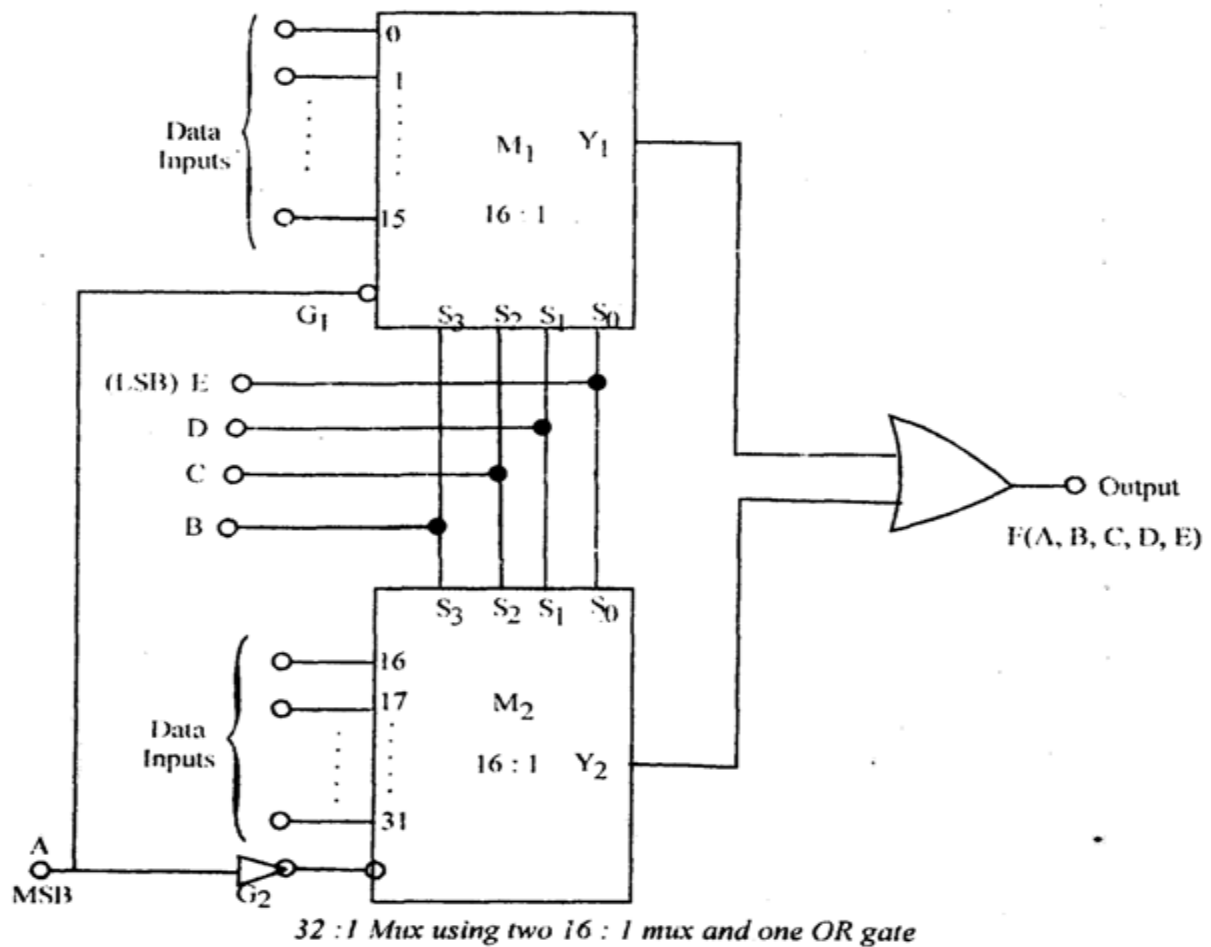 0
1
Data
Inputs
M1 Y1
16 : 1
15
G1
S3 S2 S1 S0
(LSB) E
D
C
B
Output
F(A, B, C, D, E)
S3 S2 S1 S0
16
17
M2
Data
Inputs
16 : 1 Y2
31
A
MSB
G2
32 : 1 Mux using two 16 : 1 mux and one OR gate